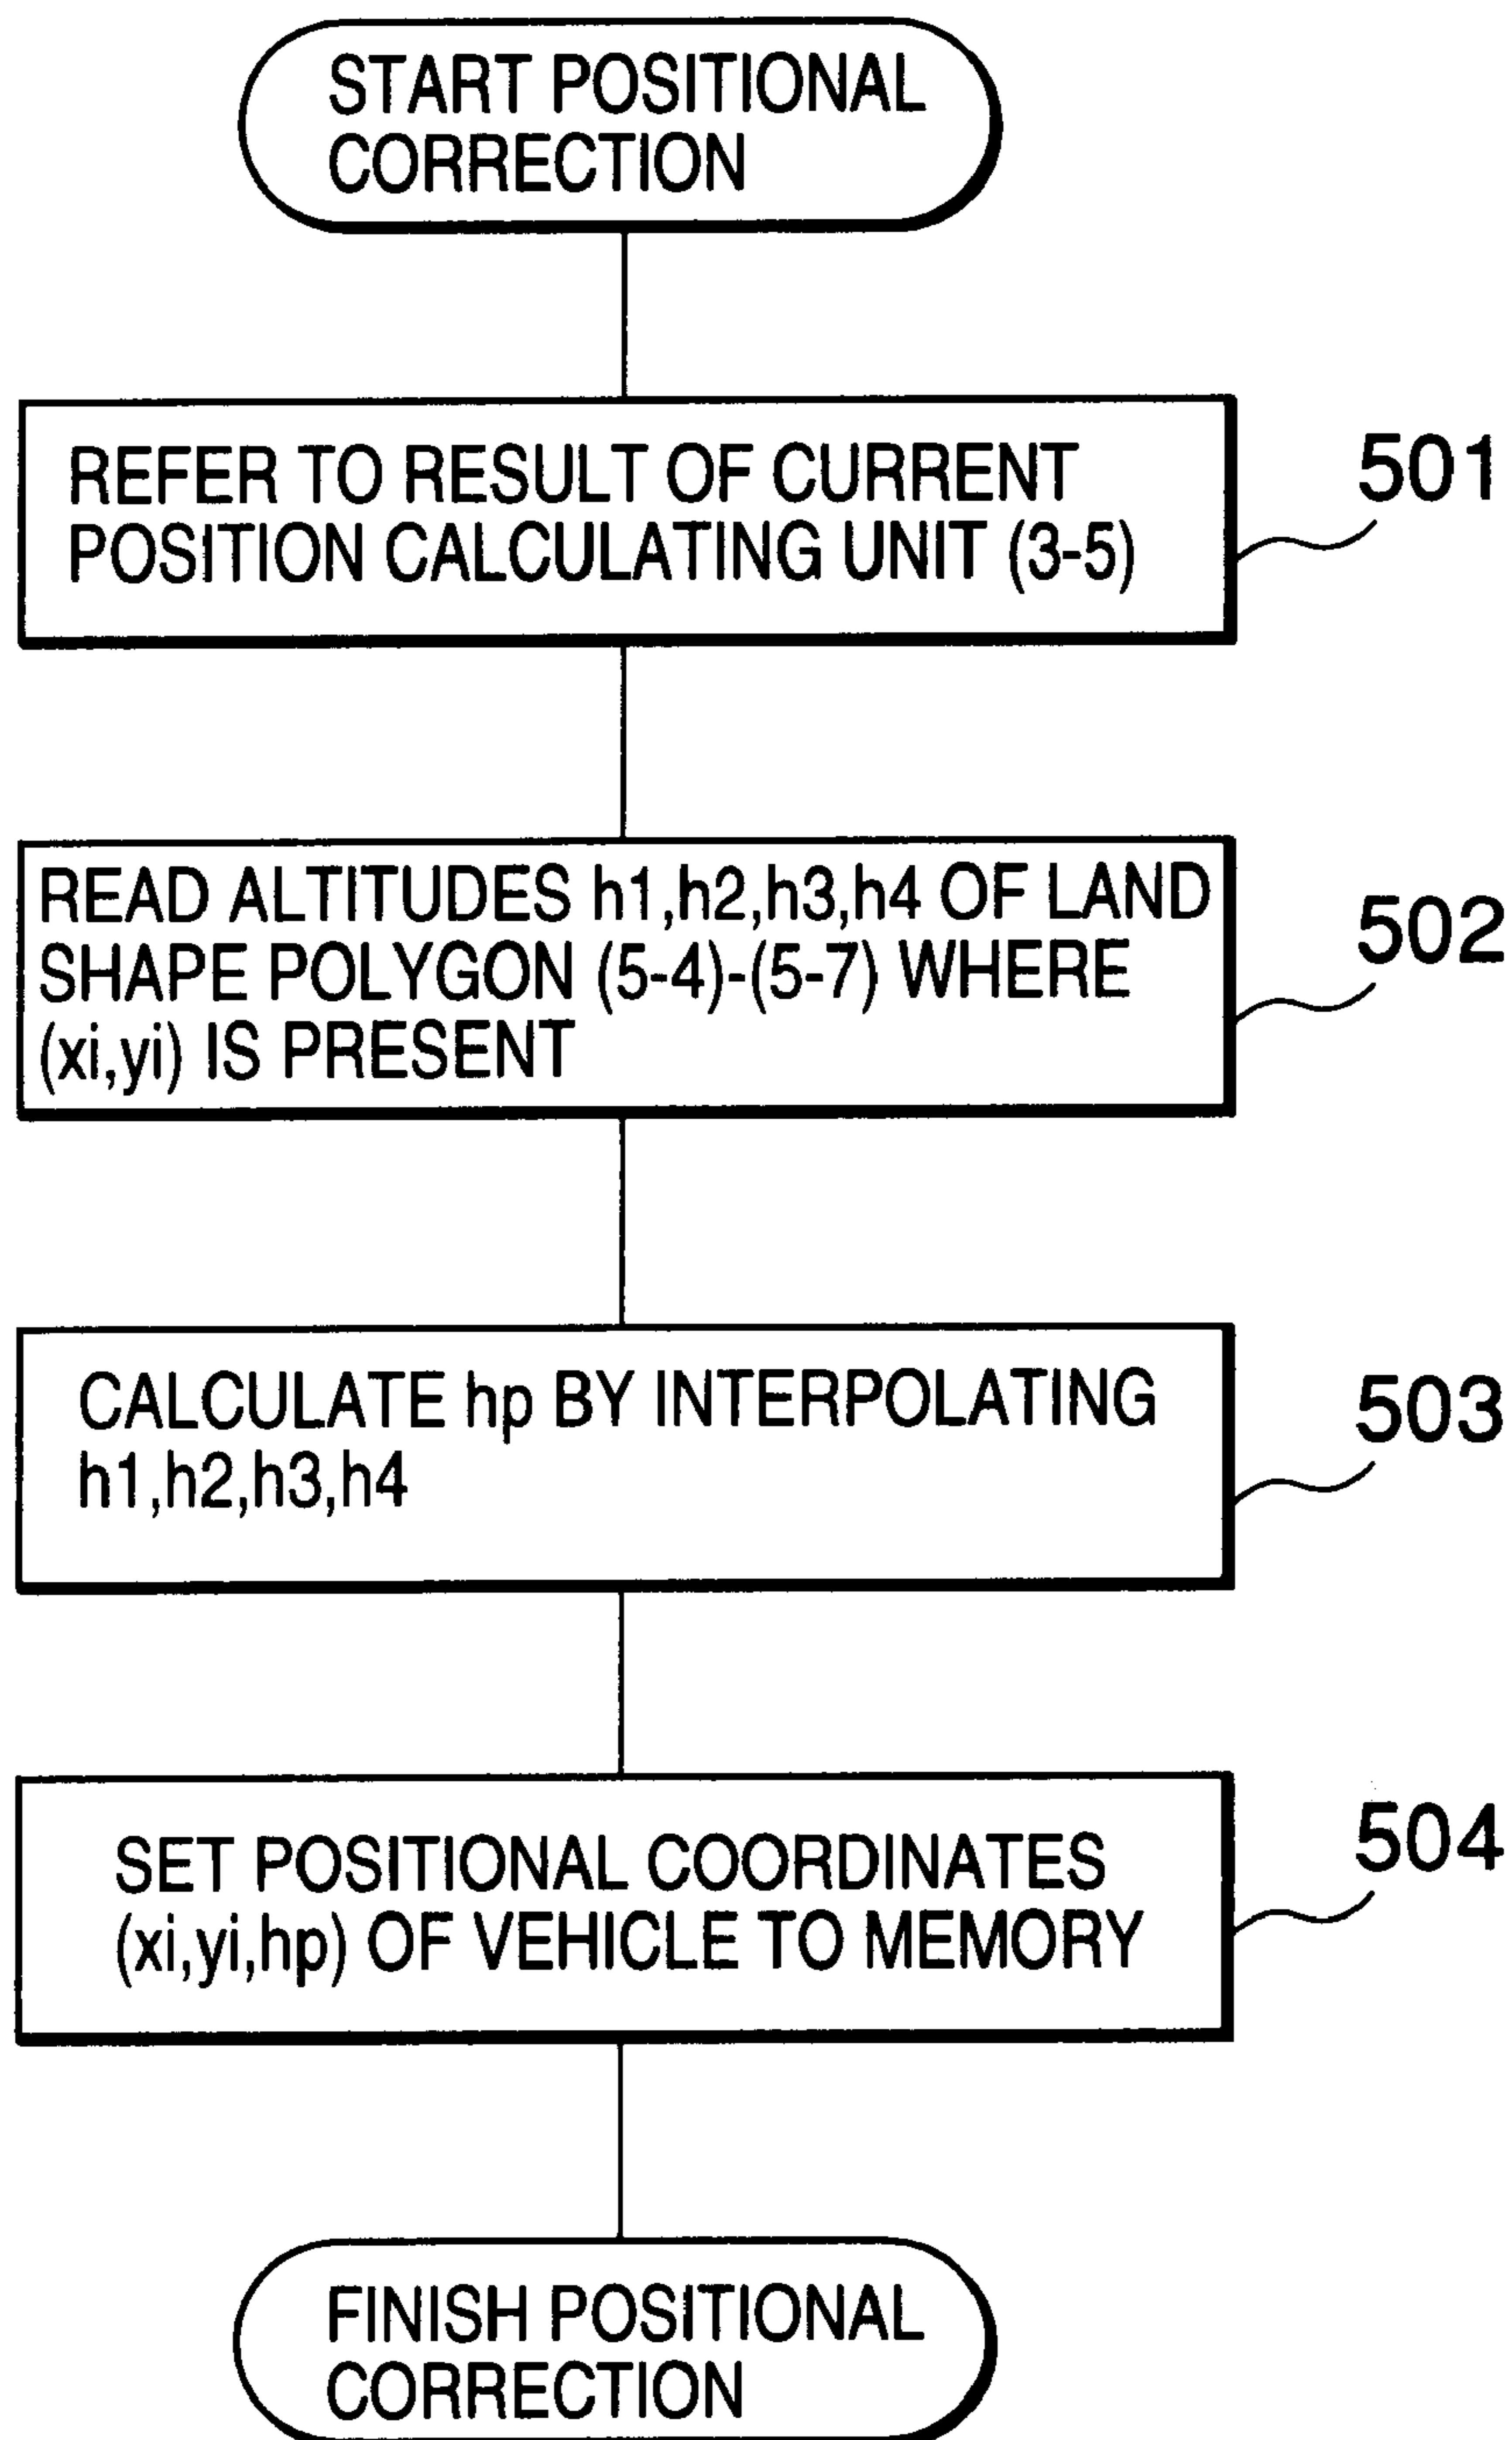 START POSITIONAL
CORRECTION
REFER TO RESULT OF CURRENT
POSITION CALCULATING UNIT (3-5)
501
READ ALTITUDES h1,h2,h3,h4 OF LAND
SHAPE POLYGON (5-4)-(5-7) WHERE
(xi,yi) IS PRESENT
502
CALCULATE hp BY INTERPOLATING
h1,h2,h3,h4
503
SET POSITIONAL COORDINATES
(xi,yi,hp) OF VEHICLE TO MEMORY
504
FINISH POSITIONAL
CORRECTION